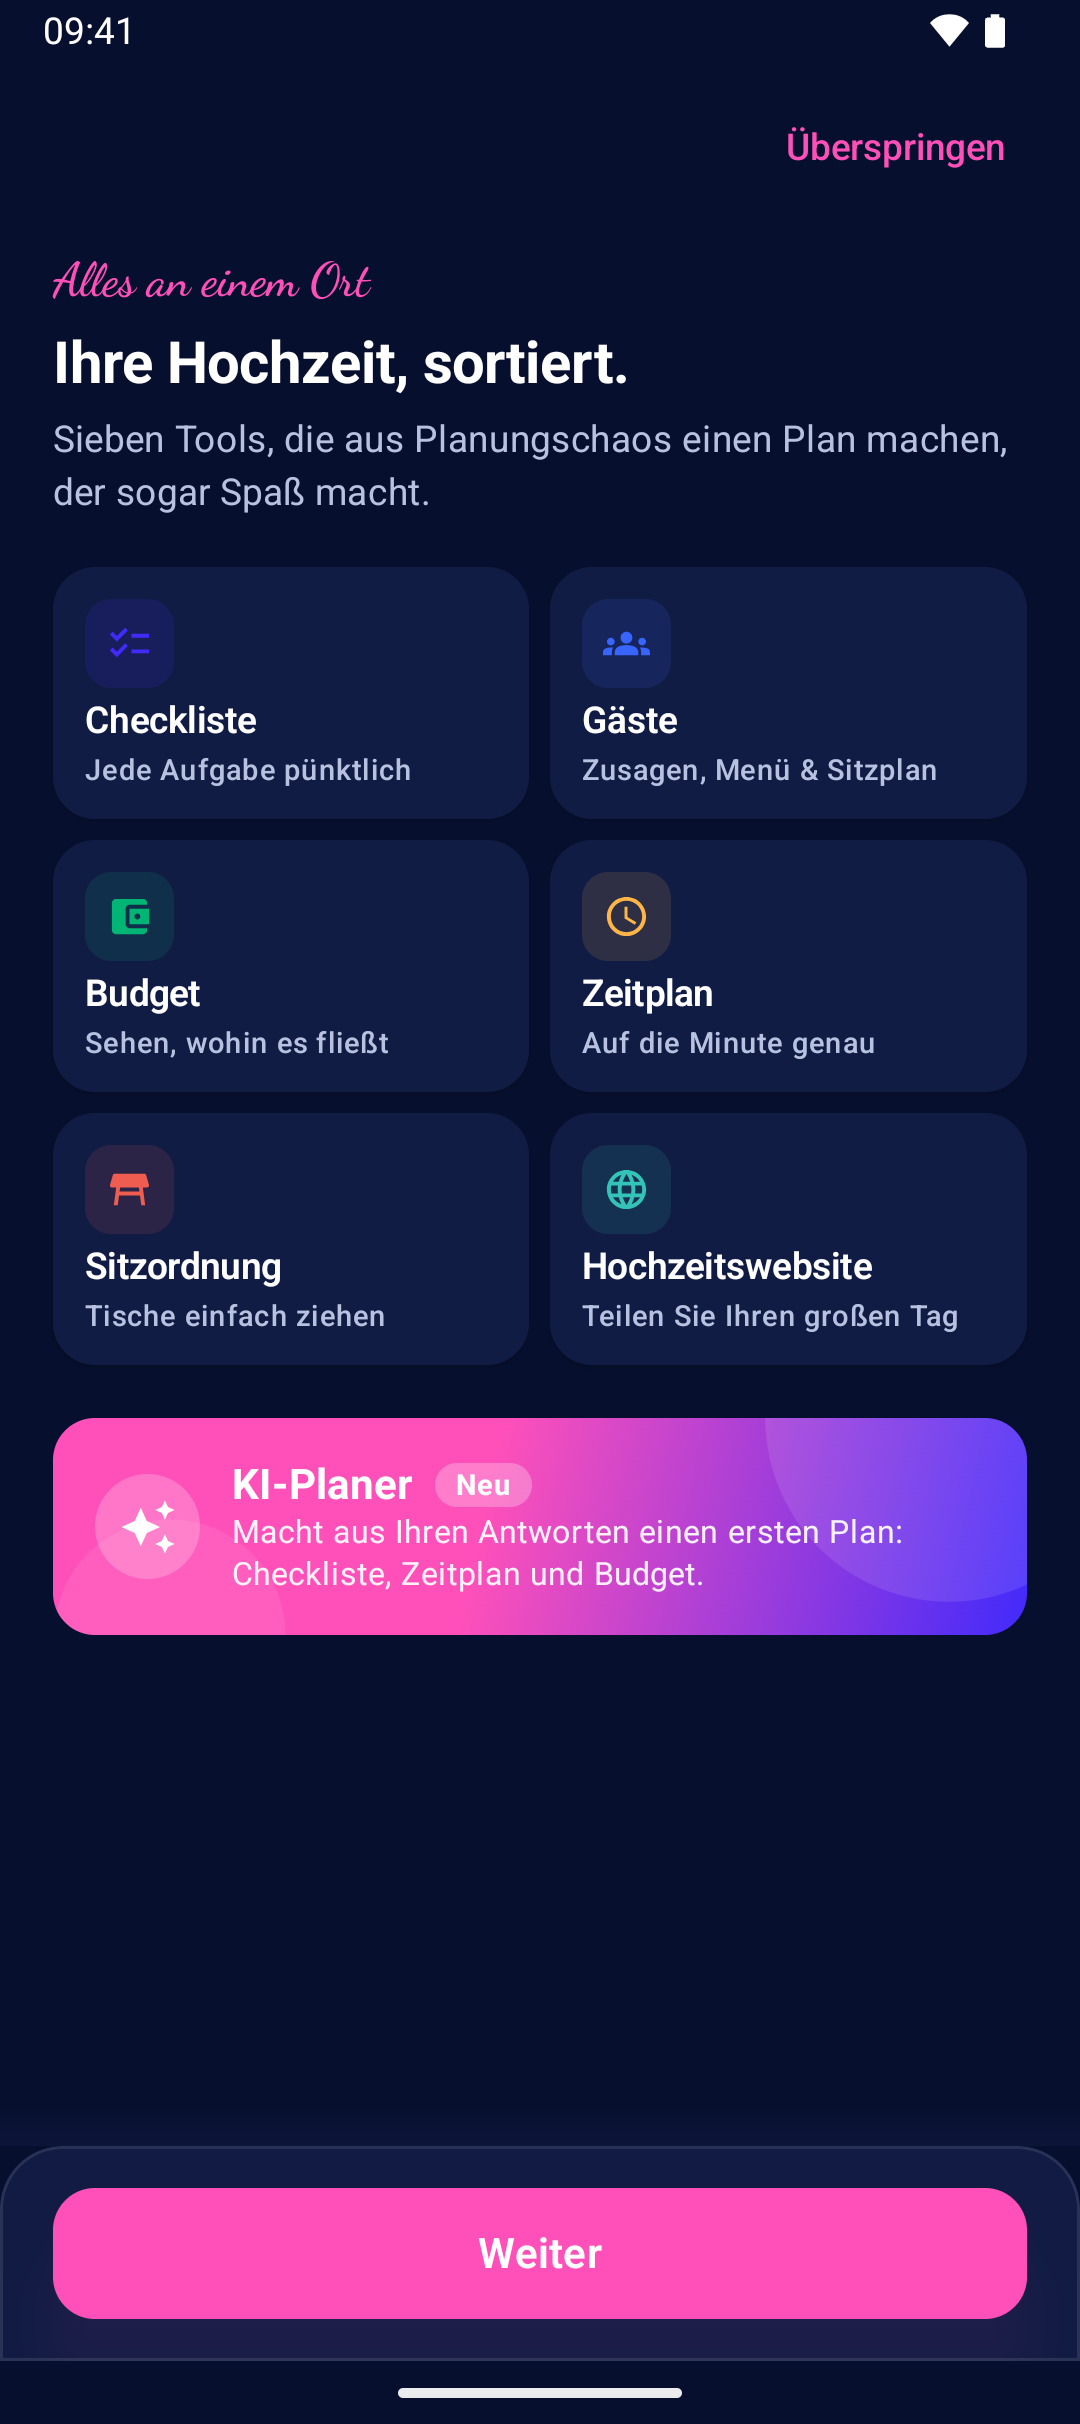 09:41
Überspringen
Alles an einem Ort
Ihre Hochzeit, sortiert.
Sieben Tools, die aus Planungschaos einen Plan machen,
der sogar Spaß macht.
Checkliste
Jede Aufgabe pünktlich
Gäste
Zusagen, Menü & Sitzplan
Budget
Sehen, wohin es fließt
Zeitplan
Auf die Minute genau
Sitzordnung
Tische einfach ziehen
Hochzeitswebsite
Teilen Sie Ihren großen Tag
KI-Planer Neu
Macht aus Ihren Antworten einen ersten Plan:
Checkliste, Zeitplan und Budget.
Weiter